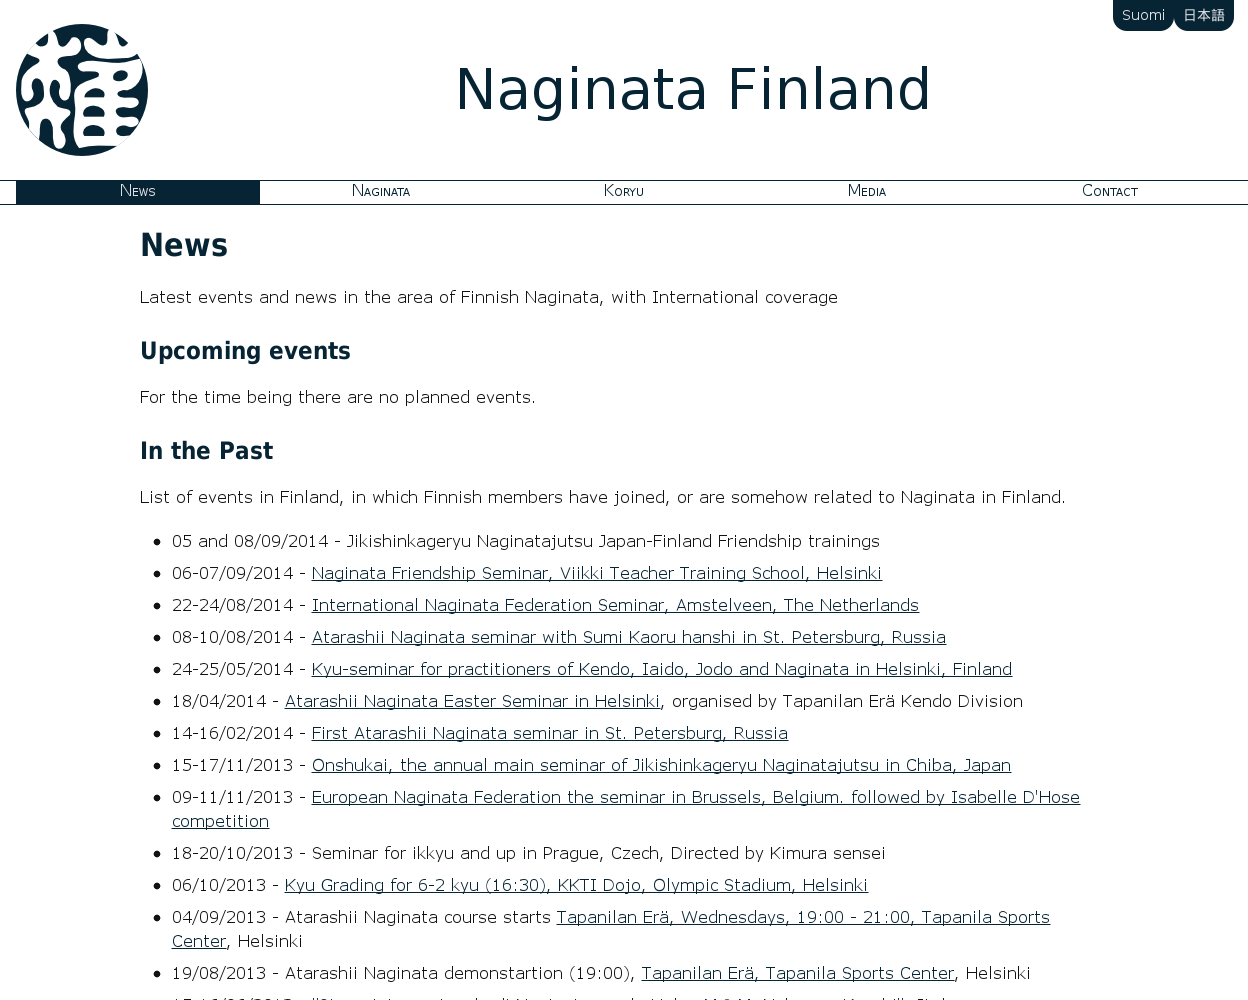 Suomi 日本語
Naginata Finland
News Naginata Koryu Media Contact
News
Latest events and news in the area of Finnish Naginata, with International coverage
Upcoming events
For the time being there are no planned events.
In the Past
List of events in Finland, in which Finnish members have joined, or are somehow related to Naginata in Finland.
05 and 08/09/2014 - Jikishinkageryu Naginatajutsu Japan-Finland Friendship trainings
06-07/09/2014 - Naginata Friendship Seminar, Viikki Teacher Training School, Helsinki
22-24/08/2014 - International Naginata Federation Seminar, Amstelveen, The Netherlands
08-10/08/2014 - Atarashii Naginata seminar with Sumi Kaoru hanshi in St. Petersburg, Russia
24-25/05/2014 - Kyu-seminar for practitioners of Kendo, Iaido, Jodo and Naginata in Helsinki, Finland
18/04/2014 - Atarashii Naginata Easter Seminar in Helsinki, organised by Tapanilan Erä Kendo Division
14-16/02/2014 - First Atarashii Naginata seminar in St. Petersburg, Russia
15-17/11/2013 - Onshukai, the annual main seminar of Jikishinkageryu Naginatajutsu in Chiba, Japan
09-11/11/2013 - European Naginata Federation the seminar in Brussels, Belgium. followed by Isabelle D'Hose
competition
18-20/10/2013 - Seminar for ikkyu and up in Prague, Czech, Directed by Kimura sensei
06/10/2013 - Kyu Grading for 6-2 kyu (16:30), KKTI Dojo, Olympic Stadium, Helsinki
04/09/2013 - Atarashii Naginata course starts Tapanilan Erä, Wednesdays, 19:00 - 21:00, Tapanila Sports
Center, Helsinki
19/08/2013 - Atarashii Naginata demonstartion (19:00), Tapanilan Erä, Tapanila Sports Center, Helsinki